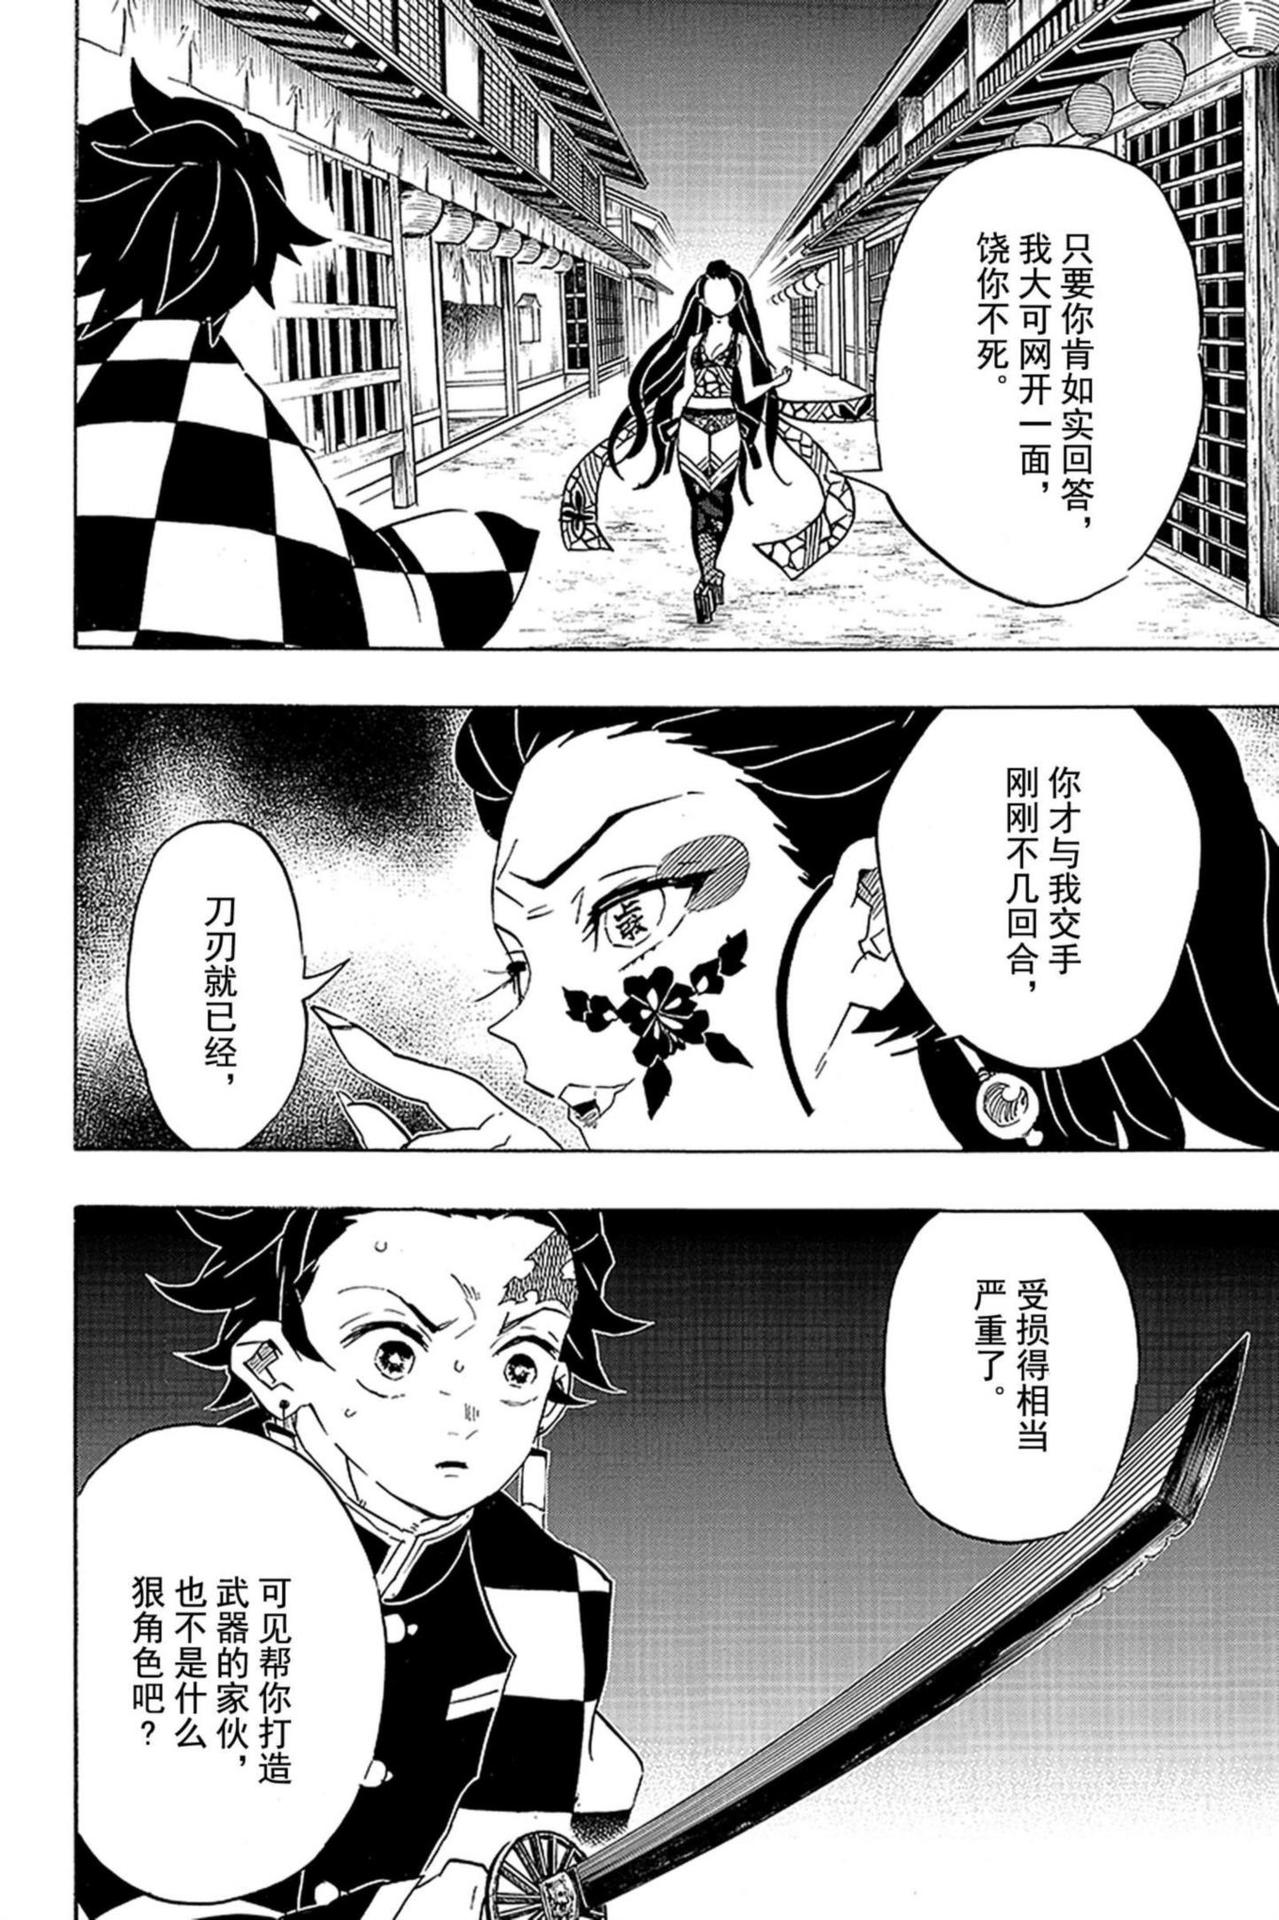 只要你肯如实回答，
我大可网开一面，
饶你不死。
你才与我交手
刚刚不几回合，
刀刃就已经，
受损得相当
严重了。
可见帮你打造
武器的家伙，
也不是什么
狠角色吧？